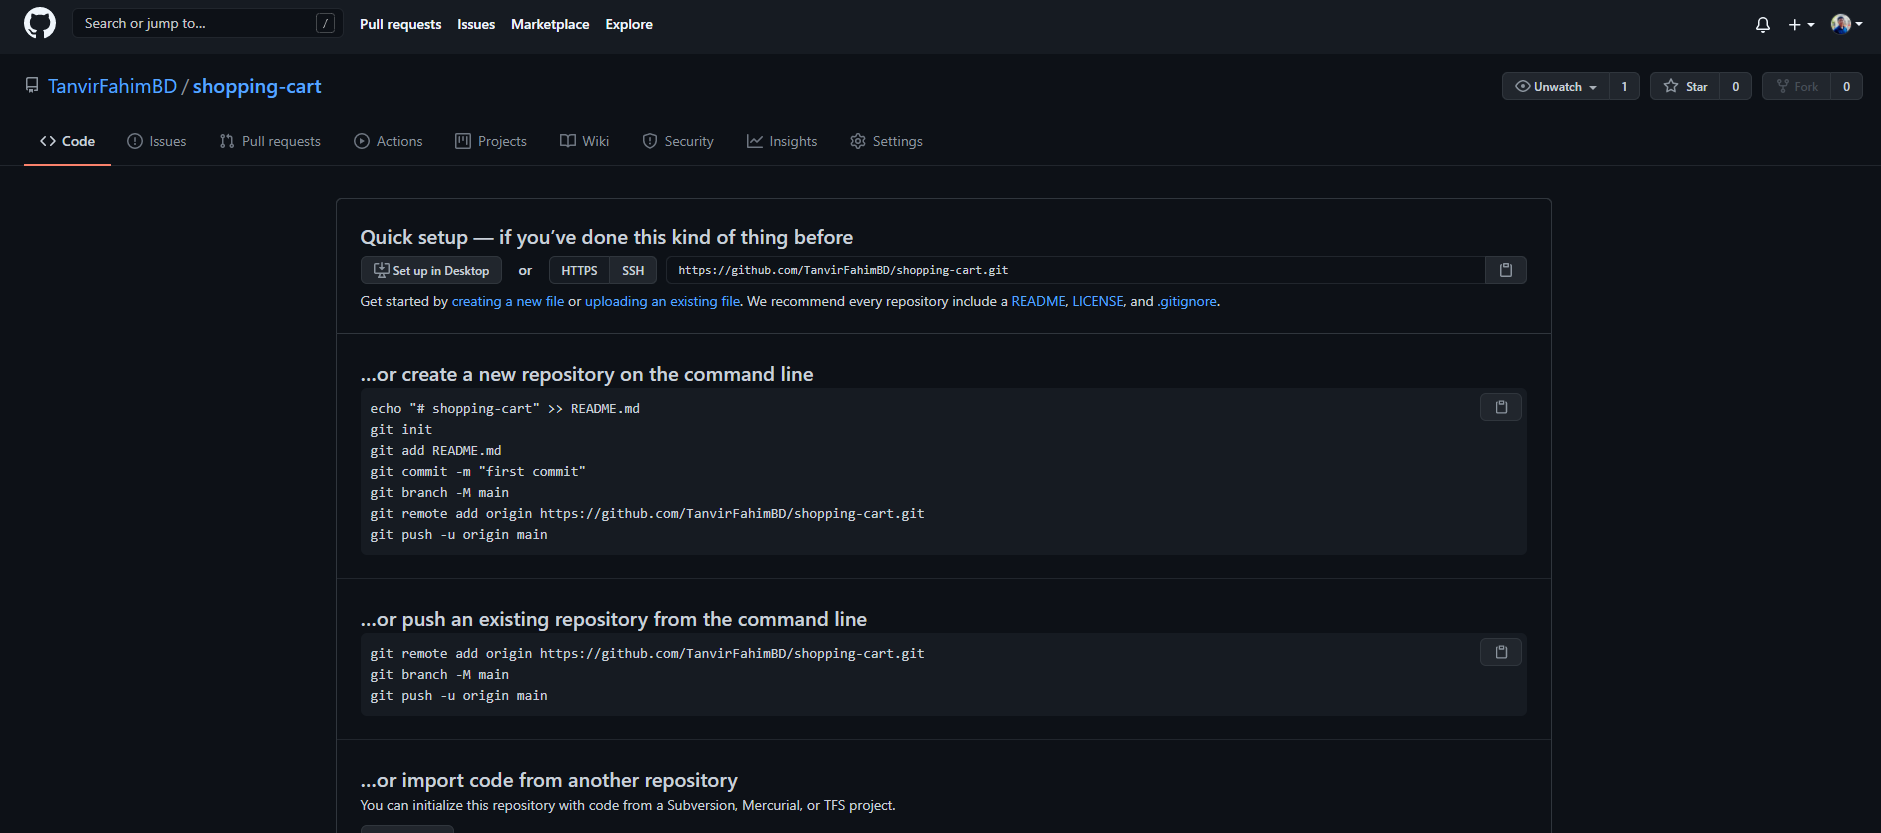 Search or jump to... / Pull requests Issues Marketplace Explore
TanvirFahimBD / shopping-cart Unwatch 1 Star 0 Fork 0
Code Issues Pull requests Actions Projects Wiki Security Insights Settings
Quick setup — if you’ve done this kind of thing before
Set up in Desktop or HTTPS SSH https://github.com/TanvirFahimBD/shopping-cart.git
Get started by creating a new file or uploading an existing file. We recommend every repository include a README, LICENSE, and .gitignore.
…or create a new repository on the command line
echo "# shopping-cart" >> README.md
git init
git add README.md
git commit -m "first commit"
git branch -M main
git remote add origin https://github.com/TanvirFahimBD/shopping-cart.git
git push -u origin main
…or push an existing repository from the command line
git remote add origin https://github.com/TanvirFahimBD/shopping-cart.git
git branch -M main
git push -u origin main
…or import code from another repository
You can initialize this repository with code from a Subversion, Mercurial, or TFS project.